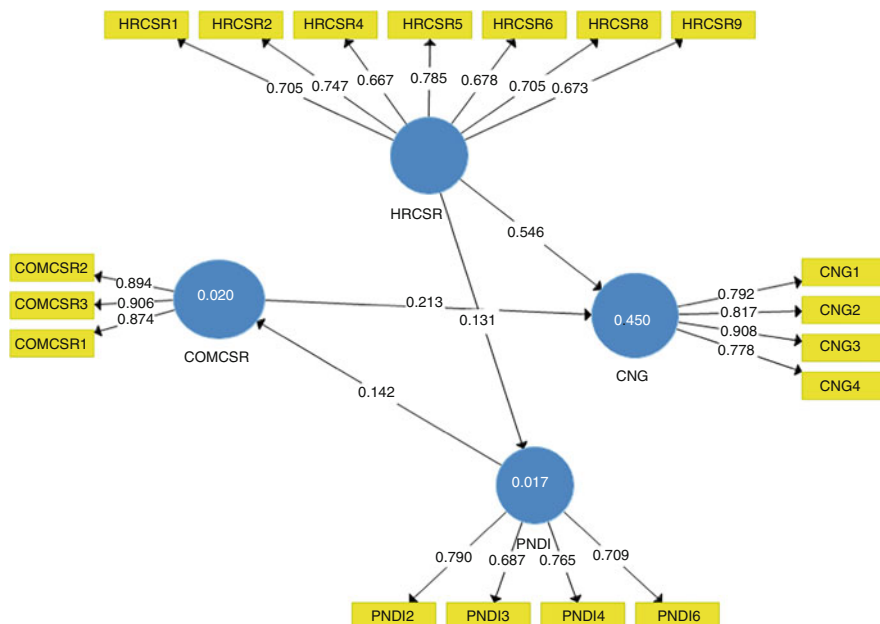 HRCSR1 HRCSR2 HRCSR4 HRCSR5 HRCSR6 HRCSR8 HRCSR9
0.705 0.747 0.667 0.785 0.678 0.705 0.673
HRCSR
0.546
COMCSR2
COMCSR3
COMCSR1
0.894
0.906
0.874
0.020
COMCSR
0.213
0.131
0.450
CNG
0.792
0.817
0.908
0.778
CNG1
CNG2
CNG3
CNG4
0.142
0.017
PNDI
0.790 0.687 0.765 0.709
PNDI2 PNDI3 PNDI4 PNDI6